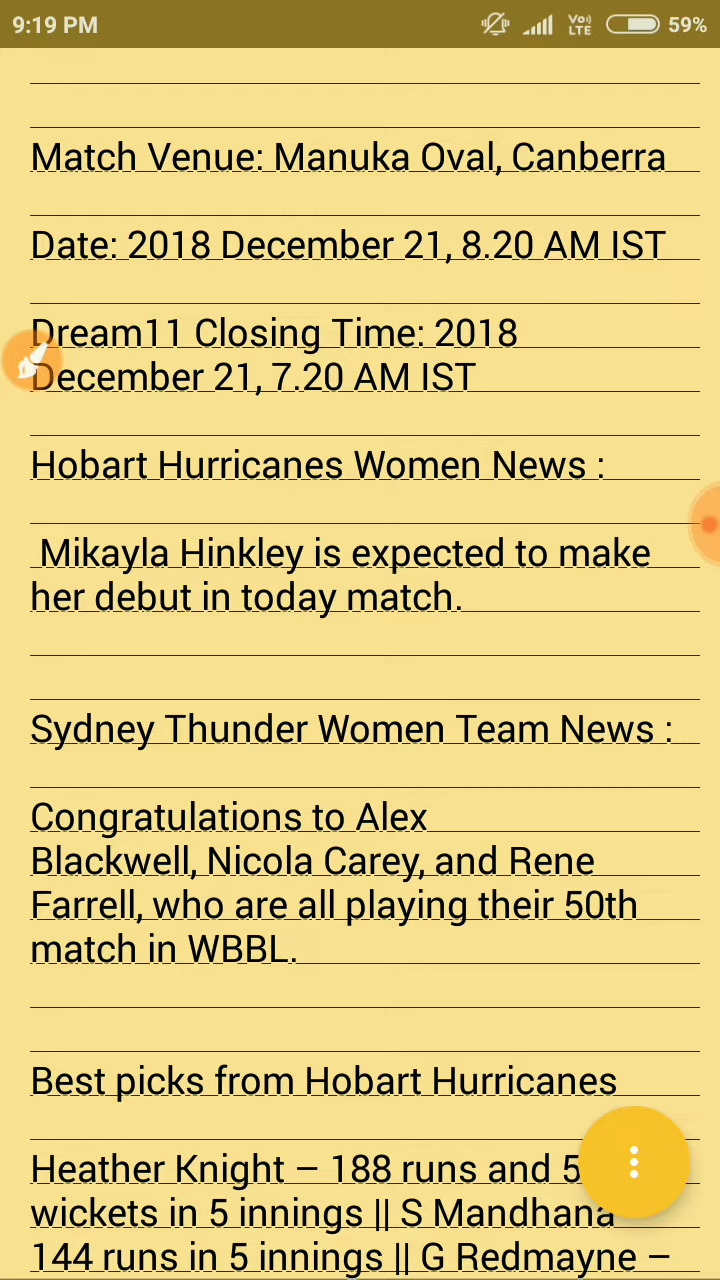 9:19 PM
Vo))
LTE
59%
Match Venue: Manuka Oval, Canberra
Date: 2018 December 21, 8.20 AM IST
Dream11 Closing Time: 2018
December 21, 7.20 AM IST
Hobart Hurricanes Women News :
Mikayla Hinkley is expected to make
her debut in today match.
Sydney Thunder Women Team News :
Congratulations to Alex
Blackwell, Nicola Carey, and Rene
Farrell, who are all playing their 50th
match in WBBL.
Best picks from Hobart Hurricanes
Heather Knight – 188 runs and 5
wickets in 5 innings || S Mandhana
144 runs in 5 innings || G Redmayne –